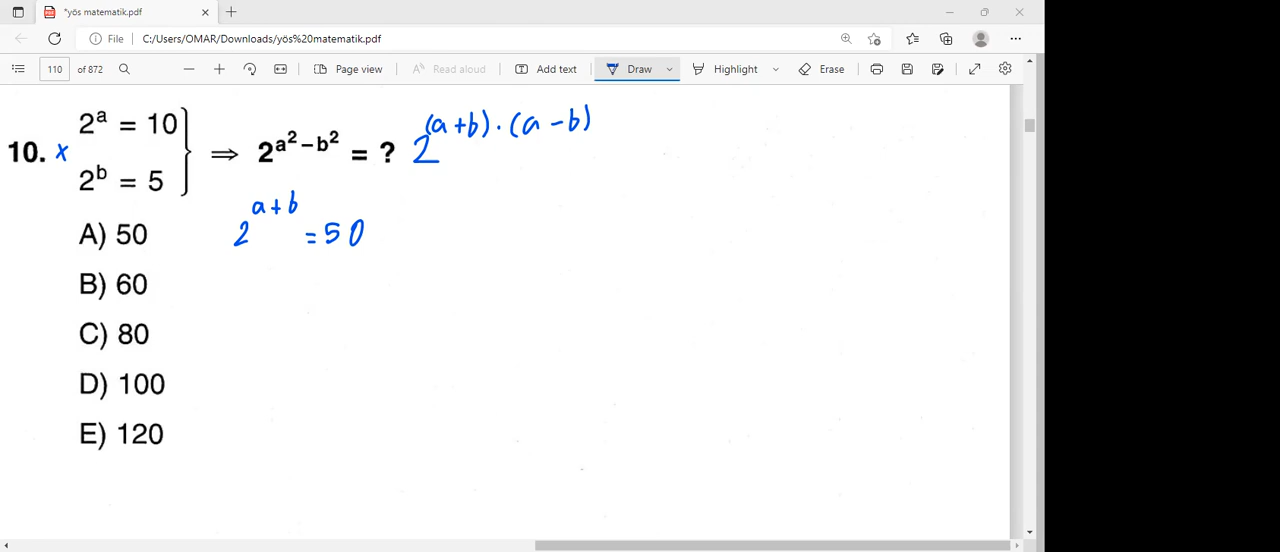 *yös matematik.pdf
File C:/Users/OMAR/Downloads/yös%20matematik.pdf
110 of 872 Page view Read aloud Add text Draw Highlight Erase
10. x 2^a = 10 2^b = 5 } ⇒ 2^(a²−b²) = ? 2^((a+b)·(a−b))
2^(a+b) = 50
A) 50
B) 60
C) 80
D) 100
E) 120